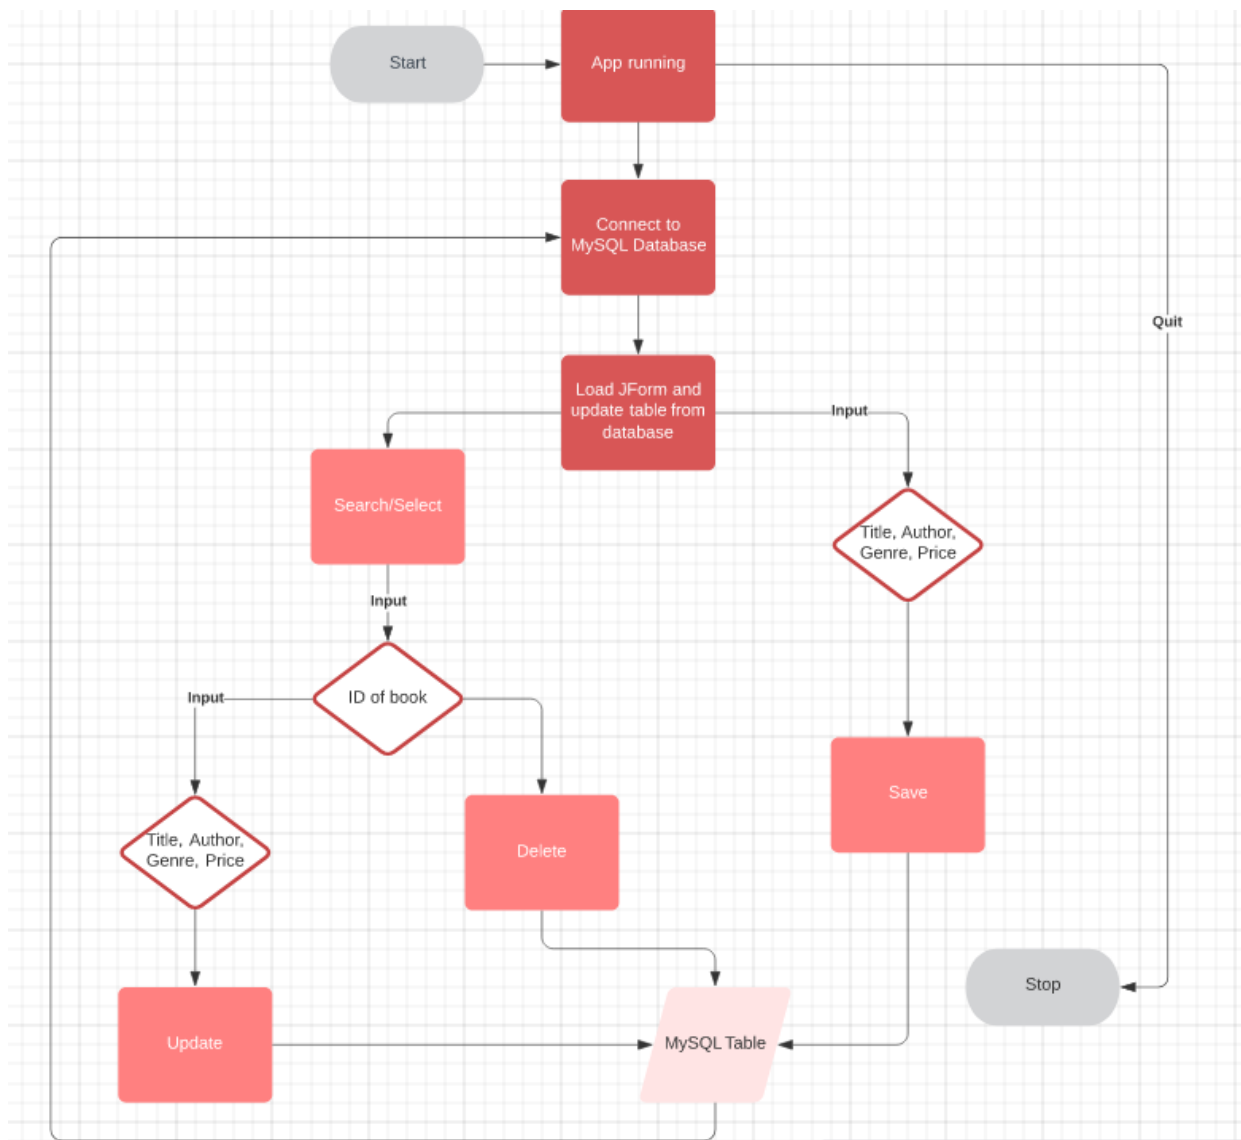 Start
App running
Connect to
MySQL Database
Quit
Load JForm and
update table from
database
Input
Search/Select
Title, Author,
Genre, Price
Input
ID of book
Input
Title, Author,
Genre, Price
Delete
Save
Update
MySQL Table
Stop